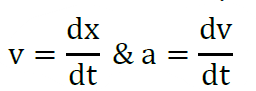 v = dx/dt & a = dv/dt